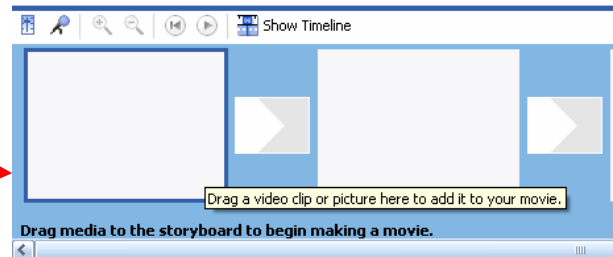 Show Timeline
Drag a video clip or picture here to add it to your movie.
Drag media to the storyboard to begin making a movie.